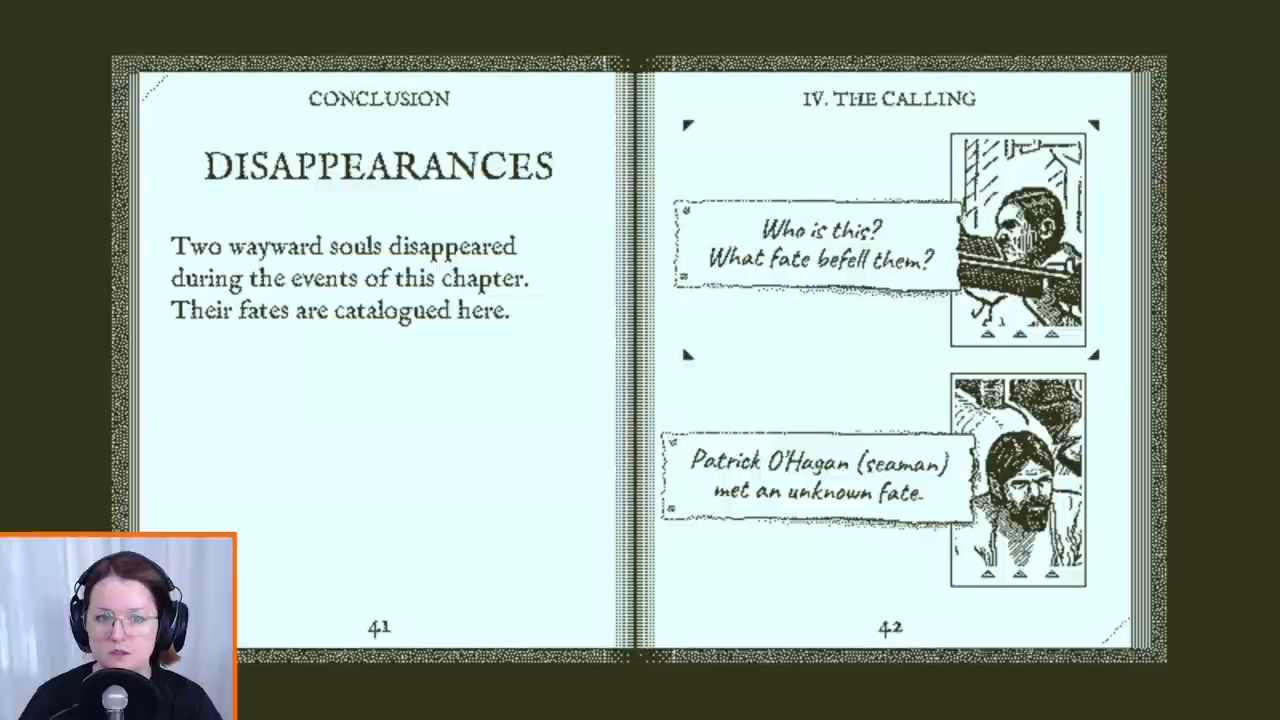 CONCLUSION
DISAPPEARANCES
Two wayward souls disappeared
during the events of this chapter.
Their fates are catalogued here.
41
IV. THE CALLING
Who is this?
What fate befell them?
Patrick O'Hagan (seaman)
met an unknown fate.
42